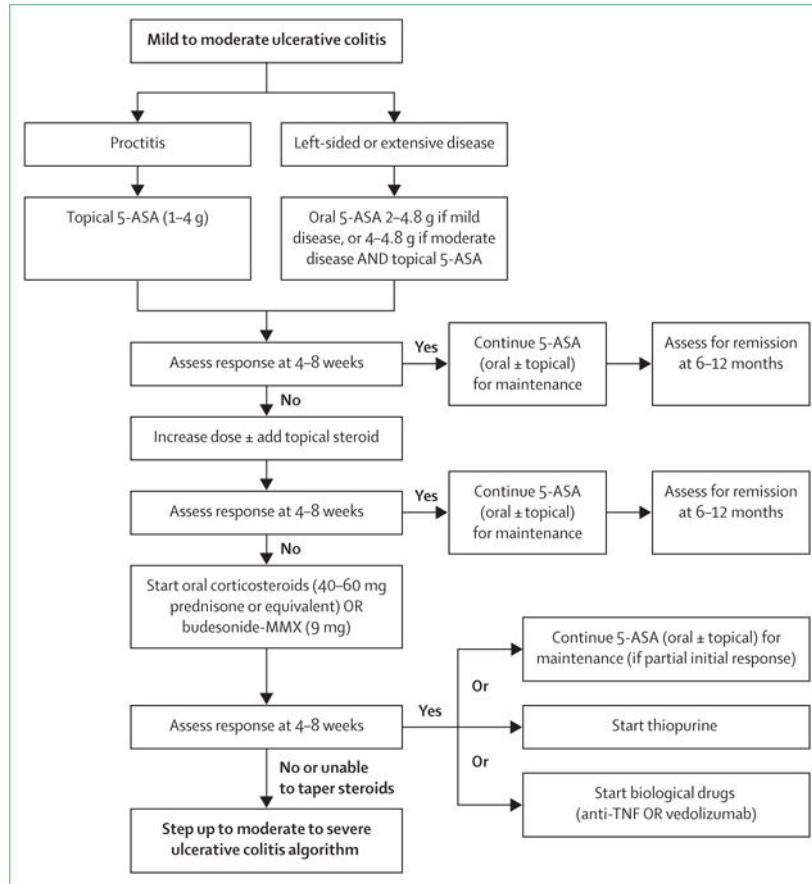 Mild to moderate ulcerative colitis
Proctitis
Left-sided or extensive disease
Topical 5-ASA (1–4 g)
Oral 5-ASA 2–4.8 g if mild
disease, or 4–4.8 g if moderate
disease AND topical 5-ASA
Assess response at 4–8 weeks
Yes
Continue 5-ASA
(oral ± topical)
for maintenance
Assess for remission
at 6–12 months
No
Increase dose ± add topical steroid
Assess response at 4–8 weeks
Yes
Continue 5-ASA
(oral ± topical)
for maintenance
Assess for remission
at 6–12 months
No
Start oral corticosteroids (40–60 mg
prednisone or equivalent) OR
budesonide-MMX (9 mg)
Assess response at 4–8 weeks
Yes
Continue 5-ASA (oral ± topical) for
maintenance (if partial initial response)
Or
Start thiopurine
Or
Start biological drugs
(anti-TNF OR vedolizumab)
No or unable
to taper steroids
Step up to moderate to severe
ulcerative colitis algorithm